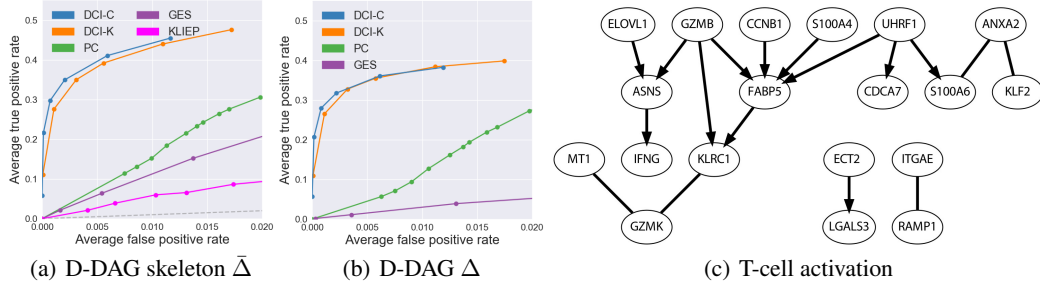 DCI-C
DCI-K
PC
GES
KLIEP
Average true positive rate
0.5
0.4
0.3
0.2
0.1
0.0
0.000 0.005 0.010 0.015 0.020
Average false positive rate
(a) D-DAG skeleton Δ̄
DCI-C
DCI-K
PC
GES
Average true positive rate
0.5
0.4
0.3
0.2
0.1
0.0
0.000 0.005 0.010 0.015 0.020
Average false positive rate
(b) D-DAG Δ
ELOVL1 GZMB CCNB1 S100A4 UHRF1 ANXA2
ASNS FABP5 CDCA7 S100A6 KLF2
MT1 IFNG KLRC1 ECT2 ITGAE
GZMK LGALS3 RAMP1
(c) T-cell activation